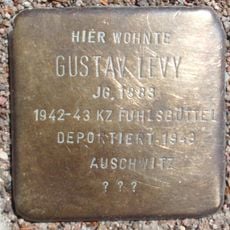 HIER WOHNTE
GUSTAV LEVY
JG. 1883
1942-43 KZ FUHLSBÜTTEL
DEPORTIERT 1943
AUSCHWITZ
? ? ?